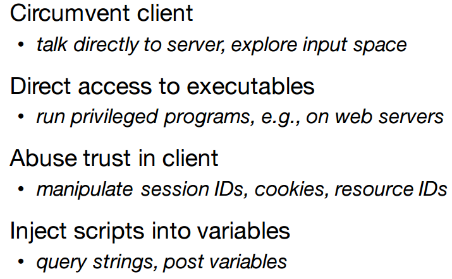 Circumvent client
• talk directly to server, explore input space
Direct access to executables
• run privileged programs, e.g., on web servers
Abuse trust in client
• manipulate session IDs, cookies, resource IDs
Inject scripts into variables
• query strings, post variables